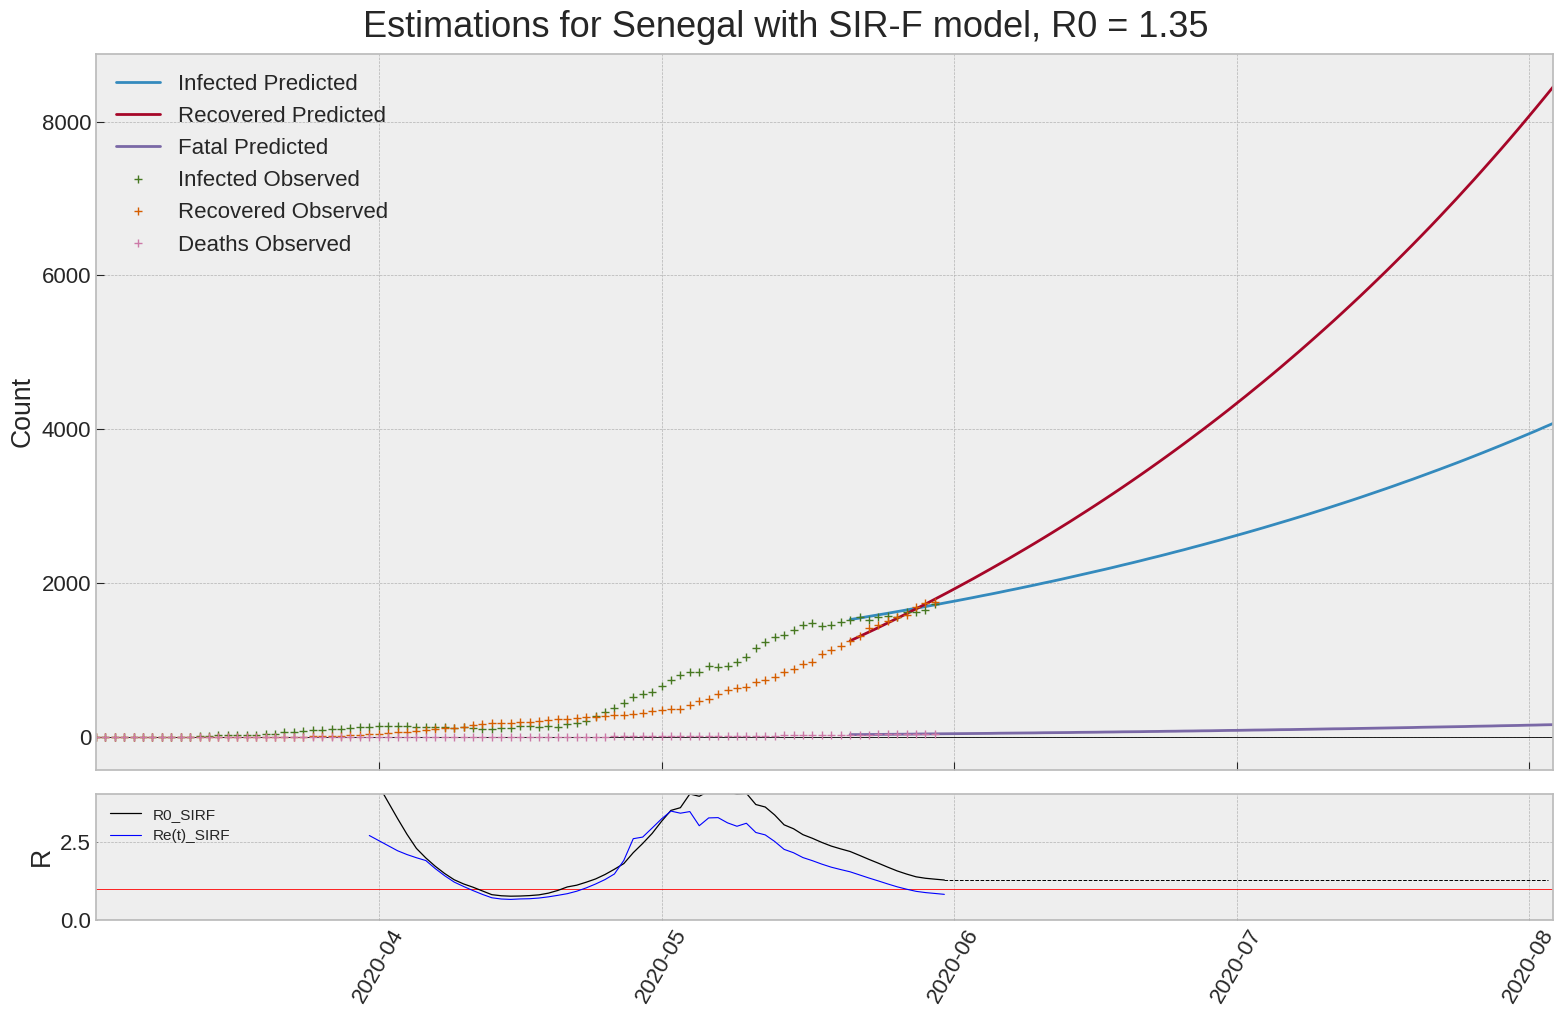 Estimations for Senegal with SIR-F model, R0 = 1.35
Infected Predicted
Recovered Predicted
Fatal Predicted
Infected Observed
Recovered Observed
Deaths Observed
8000
6000
4000
2000
0
Count
R0_SIRF
Re(t)_SIRF
2.5
0.0
R
2020-04
2020-05
2020-06
2020-07
2020-08